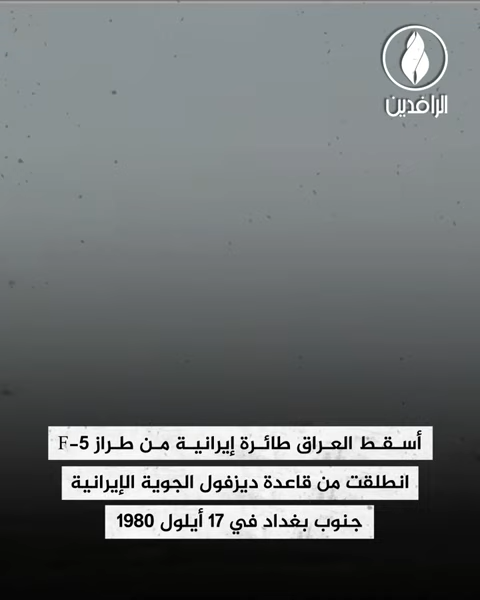 الرافدين
أسقط العراق طائرة إيرانية من طراز F-5
انطلقت من قاعدة ديزفول الجوية الإيرانية
جنوب بغداد في 17 أيلول 1980